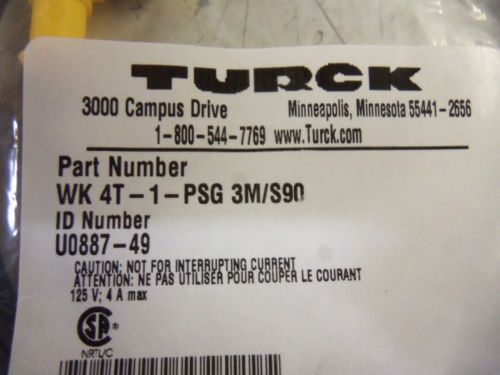 TURCK
3000 Campus Drive Minneapolis, Minnesota 55441-2656
1-800-544-7769 www.Turck.com
Part Number
WK 4T-1-PSG 3M/S90
ID Number
U0887-49
CAUTION: NOT FOR INTERRUPTING CURRENT
ATTENTION: NE PAS UTILISER POUR COUPER LE COURANT
125 V; 4 A max
SA ®
NRTL/C